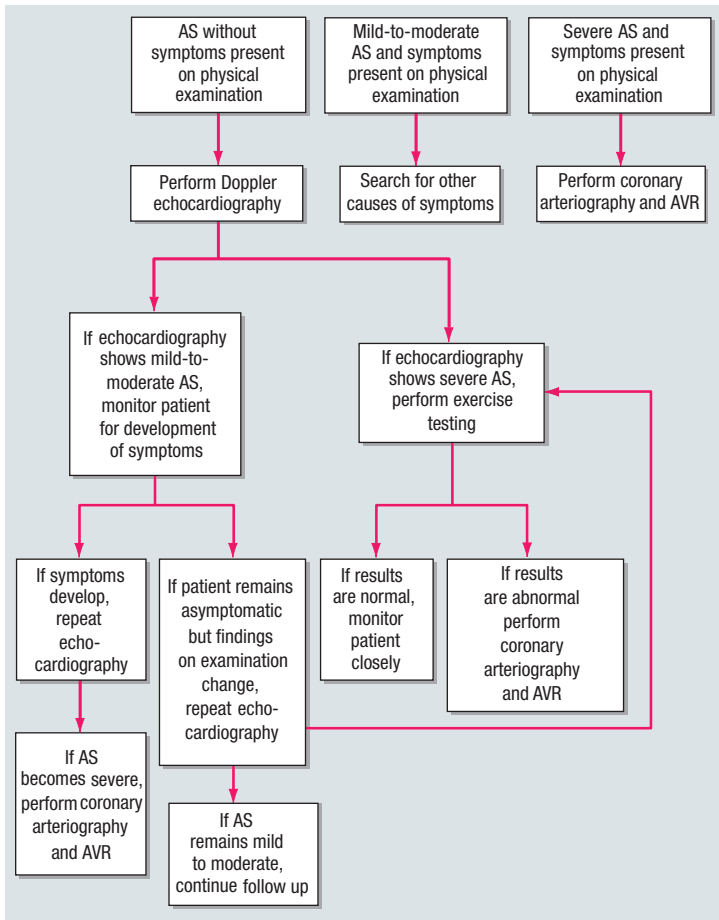 AS without
symptoms present
on physical
examination
Mild-to-moderate
AS and symptoms
present on physical
examination
Severe AS and
symptoms present
on physical
examination
Perform Doppler
echocardiography
Search for other
causes of symptoms
Perform coronary
arteriography and AVR
If echocardiography
shows mild-to-
moderate AS,
monitor patient
for development
of symptoms
If echocardiography
shows severe AS,
perform exercise
testing
If symptoms
develop,
repeat
echo-
cardiography
If patient remains
asymptomatic
but findings
on examination
change,
repeat echo-
cardiography
If results
are normal,
monitor
patient
closely
If results
are abnormal
perform
coronary
arteriography
and AVR
If AS
becomes severe,
perform coronary
arteriography
and AVR
If AS
remains mild
to moderate,
continue follow up